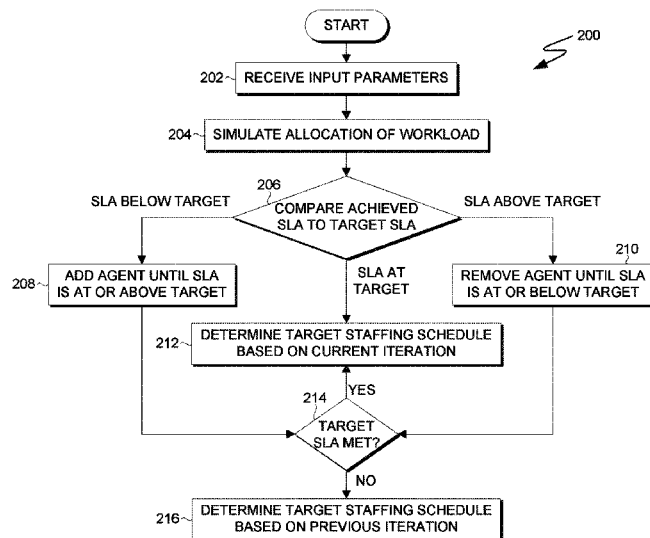 START
200
202
RECEIVE INPUT PARAMETERS
204
SIMULATE ALLOCATION OF WORKLOAD
206
COMPARE ACHIEVED
SLA TO TARGET SLA
SLA BELOW TARGET
SLA ABOVE TARGET
208
ADD AGENT UNTIL SLA
IS AT OR ABOVE TARGET
SLA AT
TARGET
210
REMOVE AGENT UNTIL SLA
IS AT OR BELOW TARGET
212
DETERMINE TARGET STAFFING SCHEDULE
BASED ON CURRENT ITERATION
YES
214
TARGET
SLA MET?
NO
216
DETERMINE TARGET STAFFING SCHEDULE
BASED ON PREVIOUS ITERATION